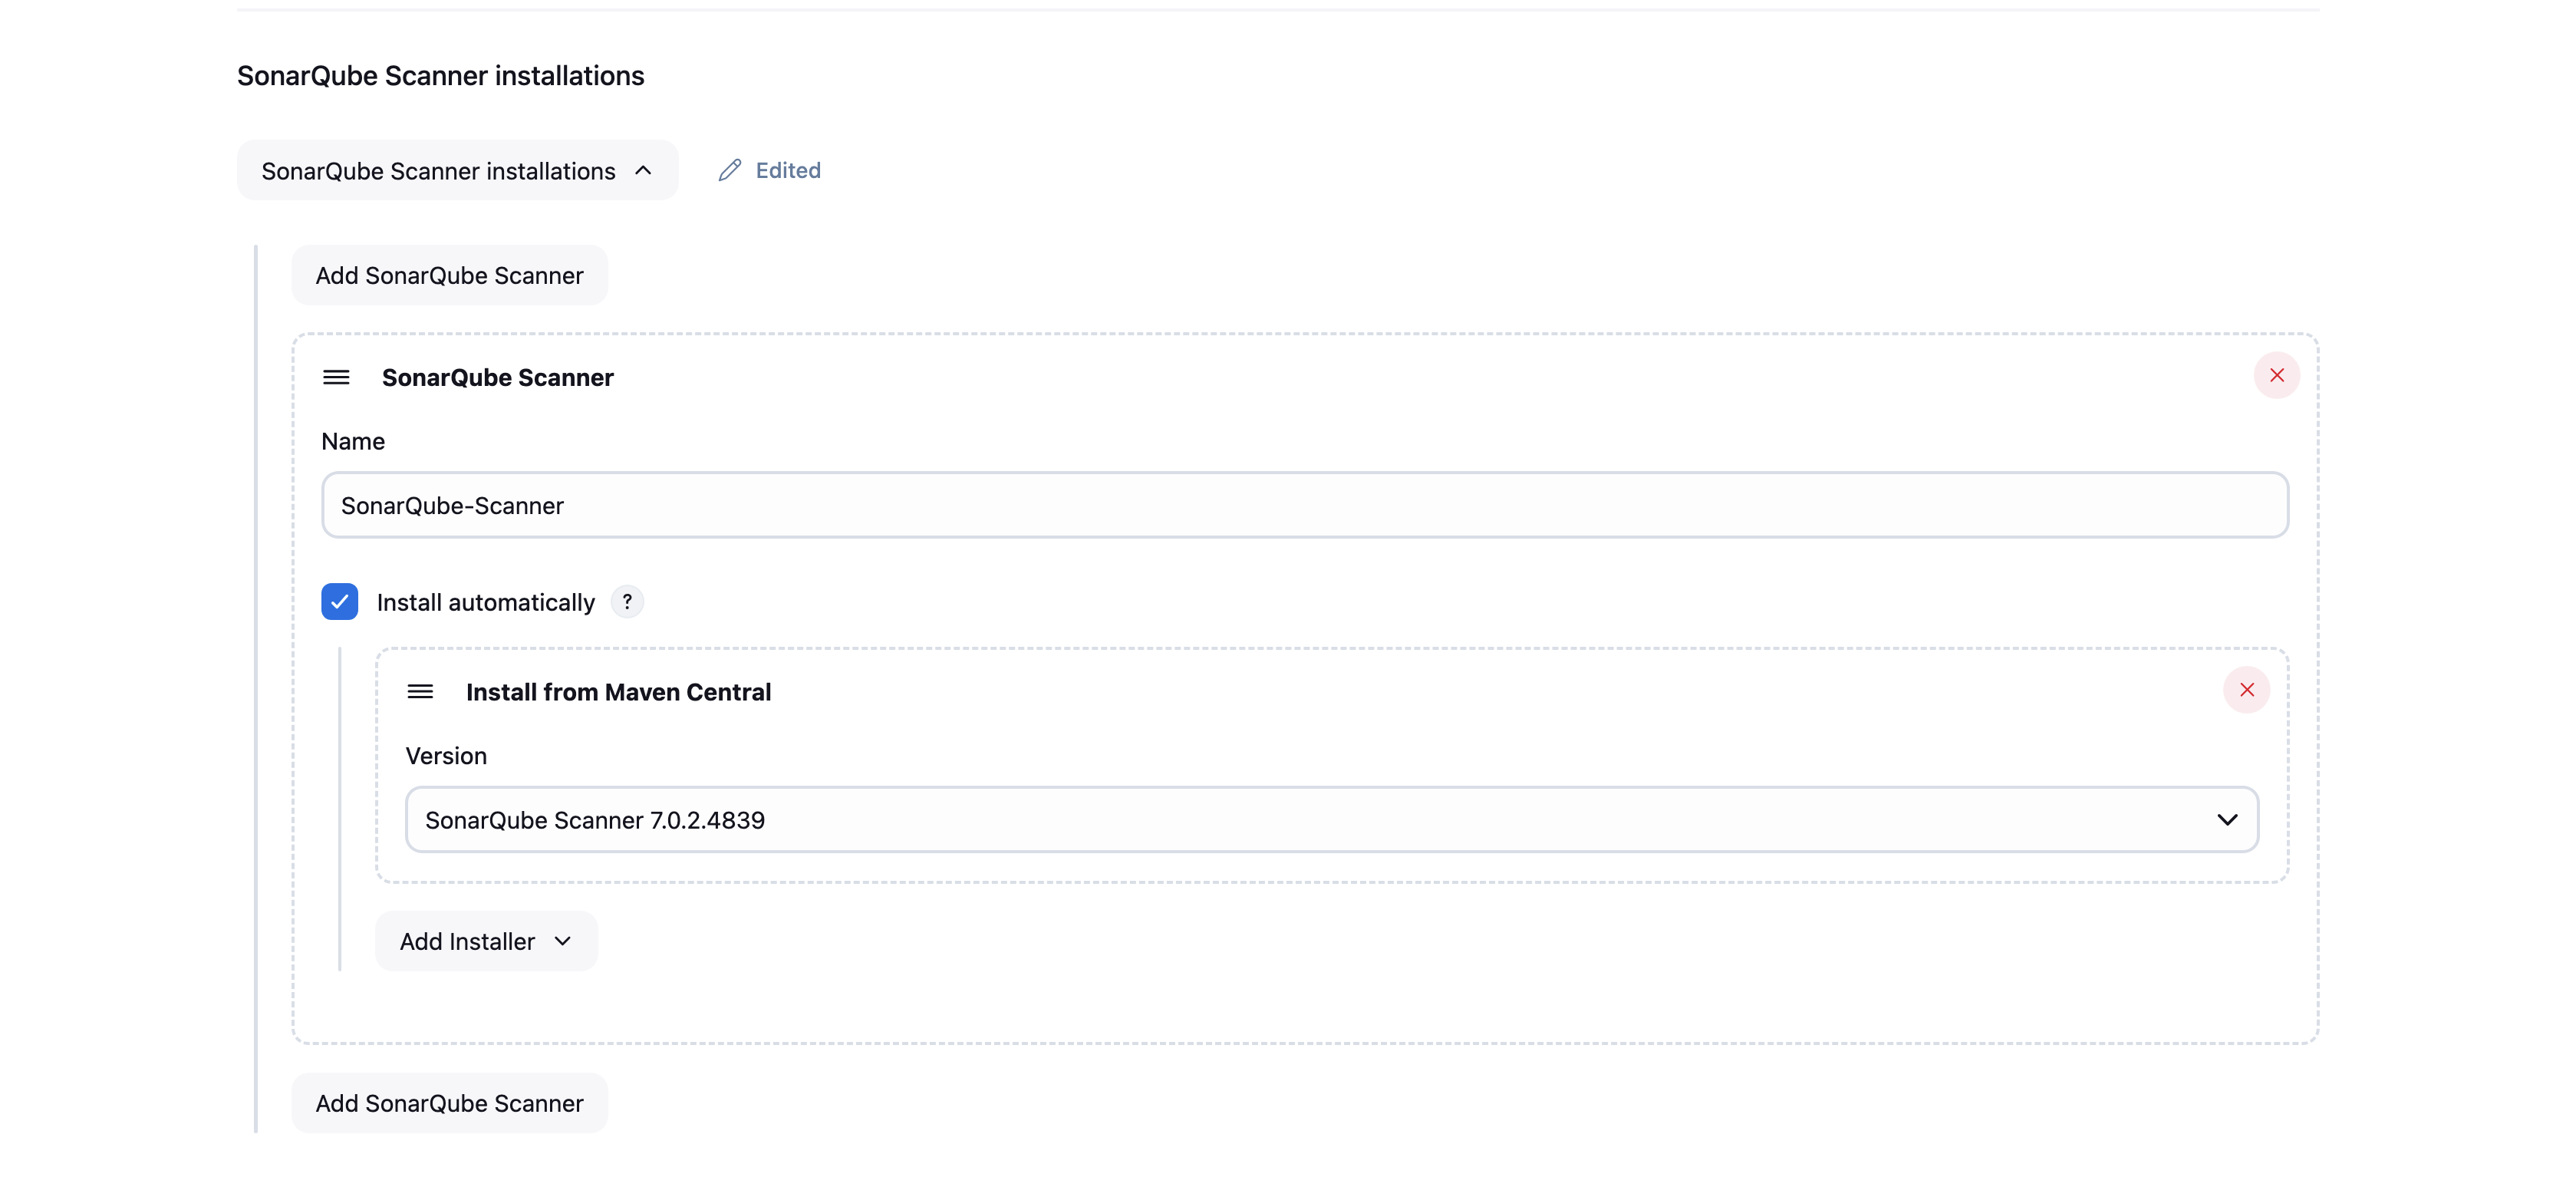 SonarQube Scanner installations
SonarQube Scanner installations
Edited
Add SonarQube Scanner
SonarQube Scanner
Name
SonarQube-Scanner
Install automatically ?
Install from Maven Central
Version
SonarQube Scanner 7.0.2.4839
Add Installer
Add SonarQube Scanner